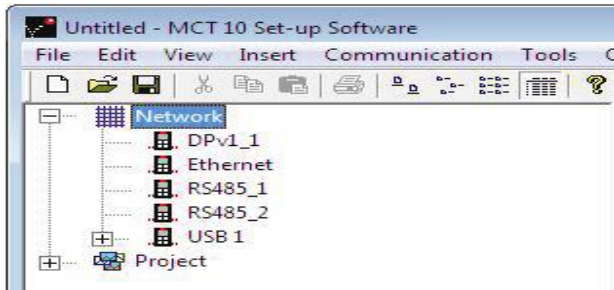 Untitled - MCT 10 Set-up Software
File Edit View Insert Communication Tools
Network
DPv1_1
Ethernet
RS485_1
RS485_2
USB 1
Project